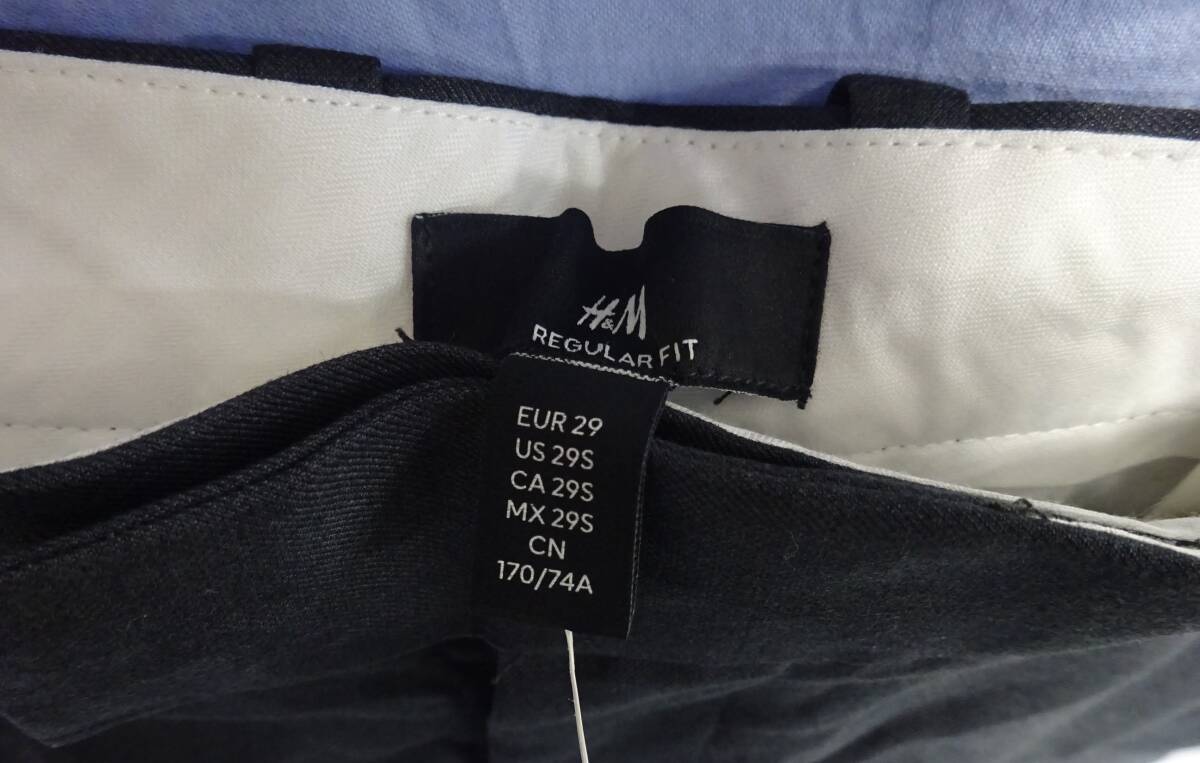 H&M
REGULAR FIT
EUR 29
US 29S
CA 29S
MX 29S
CN
170/74A